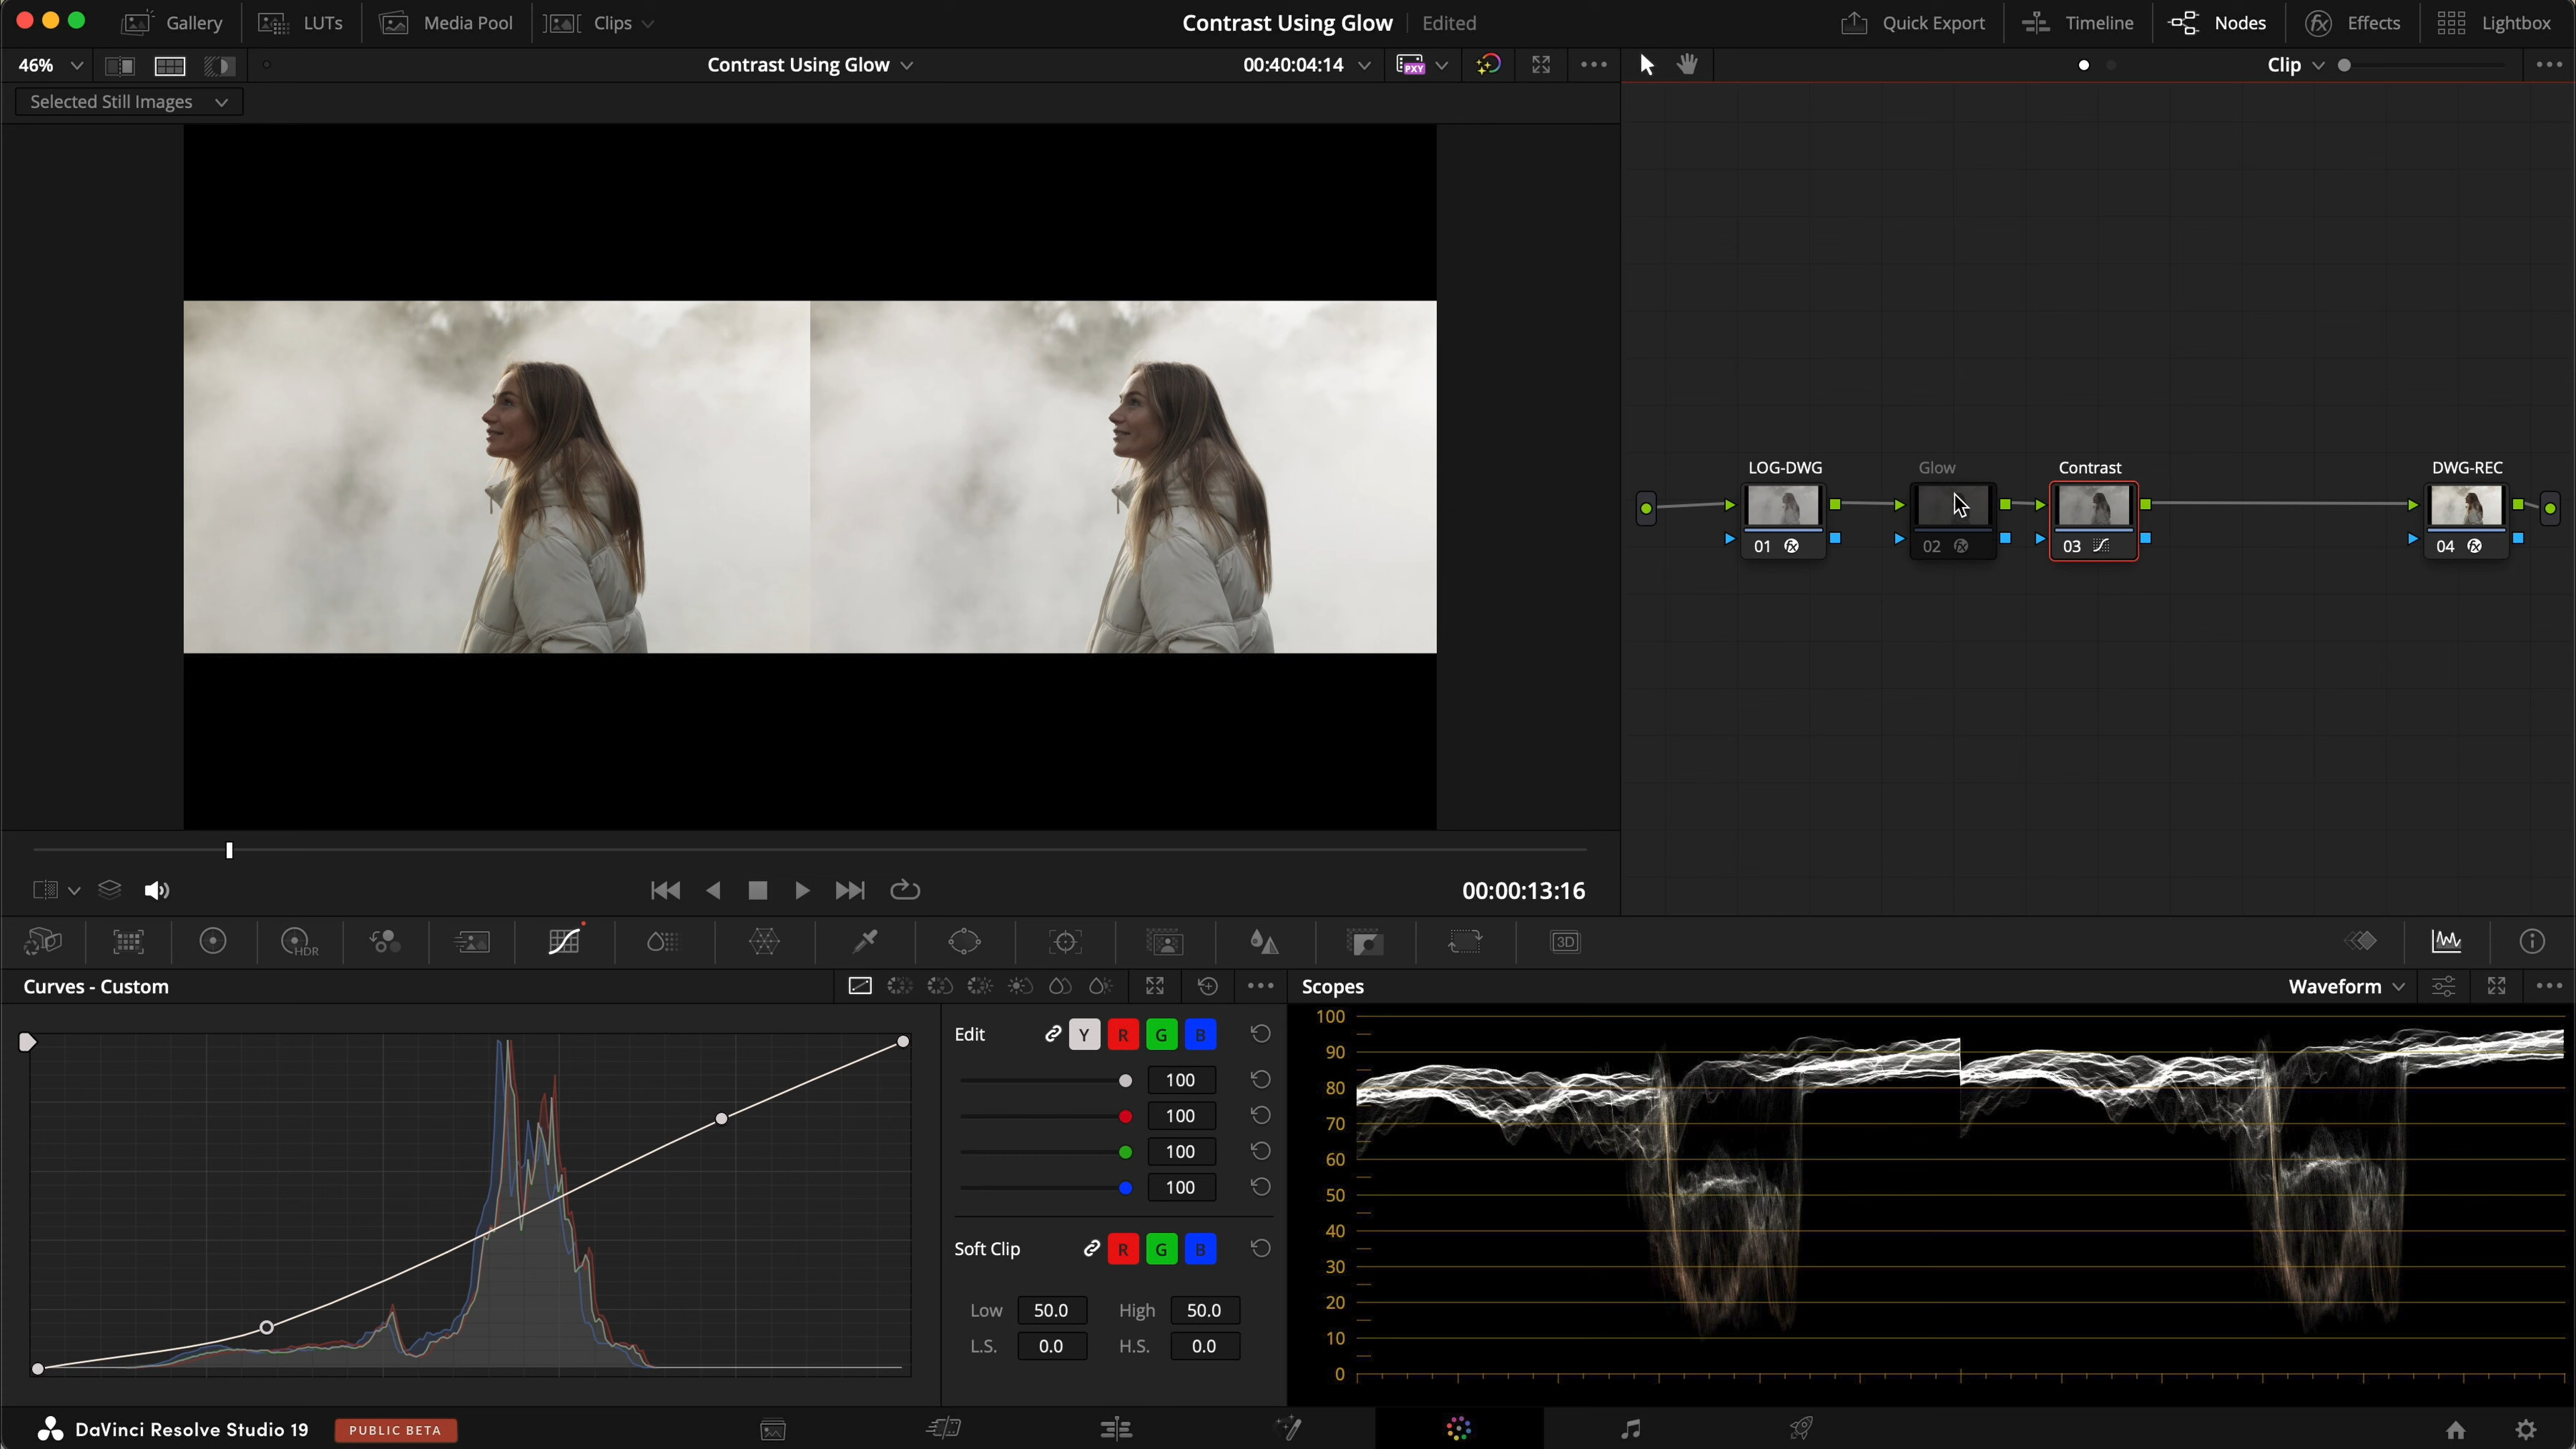 Gallery LUTs Media Pool Clips Contrast Using Glow Edited Quick Export Timeline Nodes Effects Lightbox
46% Contrast Using Glow 00:40:04:14 PXY Clip
Selected Still Images
LOG-DWG Glow Contrast DWG-REC
01 02 03 04
00:00:13:16
HDR 3D
Curves - Custom Scopes Waveform
Edit Y R G B
100
100
100
100
Soft Clip R G B
Low 50.0 High 50.0
L.S. 0.0 H.S. 0.0
100
90
80
70
60
50
40
30
20
10
0
DaVinci Resolve Studio 19 PUBLIC BETA